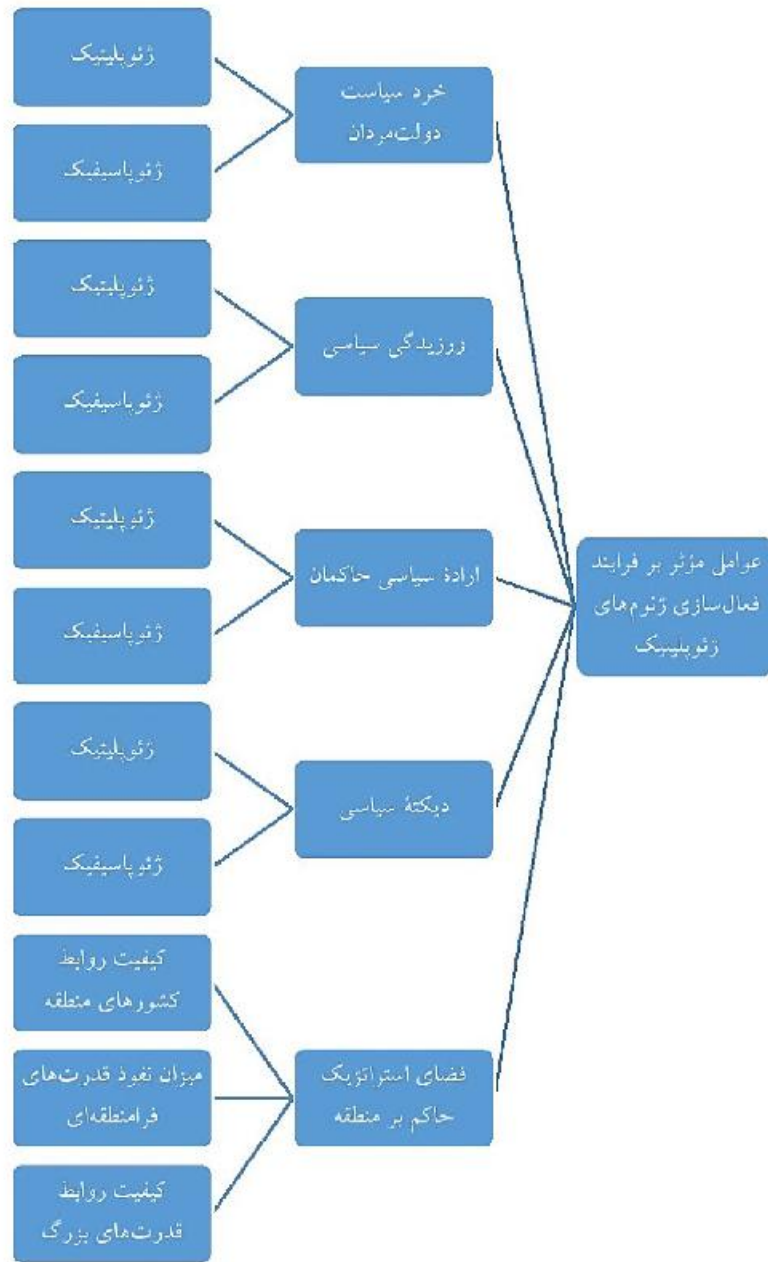 عوامل مؤثر بر فرایند
فعال‌سازی ژنوم‌های
ژئوپلیتیک
خرد سیاست
دولت‌مردان
ژئوپلیتیک
ژئوپاسیفیک
ورزیدگی سیاسی
ژئوپلیتیک
ژئوپاسیفیک
ارادۀ سیاسی حاکمان
ژئوپلیتیک
ژئوپاسیفیک
دیکتۀ سیاسی
ژئوپلیتیک
ژئوپاسیفیک
فضای استراتژیک
حاکم بر منطقه
کیفیت روابط
کشورهای منطقه
میزان نفوذ قدرت‌های
فرامنطقه‌ای
کیفیت روابط
قدرت‌های بزرگ